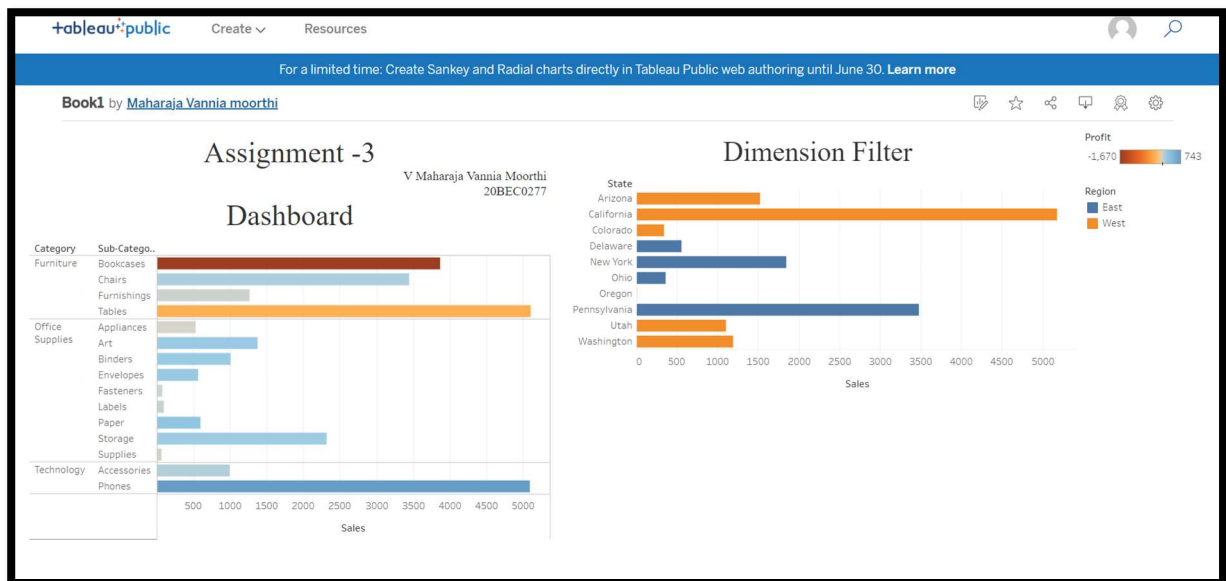 +ableau public Create Resources
For a limited time: Create Sankey and Radial charts directly in Tableau Public web authoring until June 30. Learn more
Book1 by Maharaja Vannia moorthi
Assignment -3
V Maharaja Vannia Moorthi
20BEC0277
Dashboard
Category Sub-Catego..
Furniture Bookcases
Chairs
Furnishings
Tables
Office Supplies Appliances
Art
Binders
Envelopes
Fasteners
Labels
Paper
Storage
Supplies
Technology Accessories
Phones
500 1000 1500 2000 2500 3000 3500 4000 4500 5000
Sales
Dimension Filter
State
Arizona
California
Colorado
Delaware
New York
Ohio
Oregon
Pennsylvania
Utah
Washington
0 500 1000 1500 2000 2500 3000 3500 4000 4500 5000
Sales
Profit
-1,670 743
Region
East
West